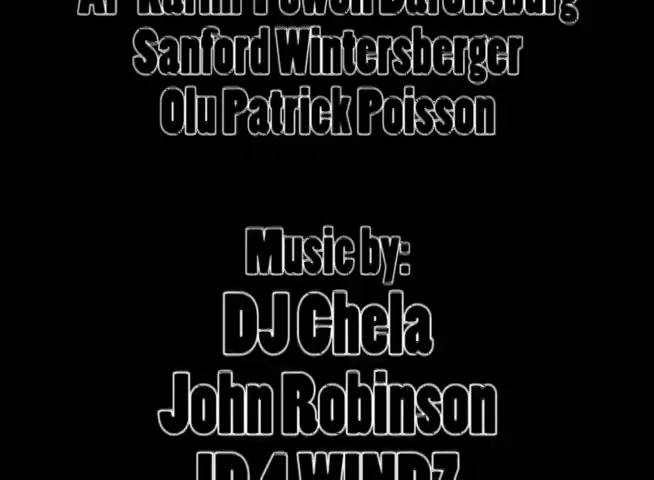 Sanford Wintersberger
Olu Patrick Poisson
Music by:
DJ Chela
John Robinson